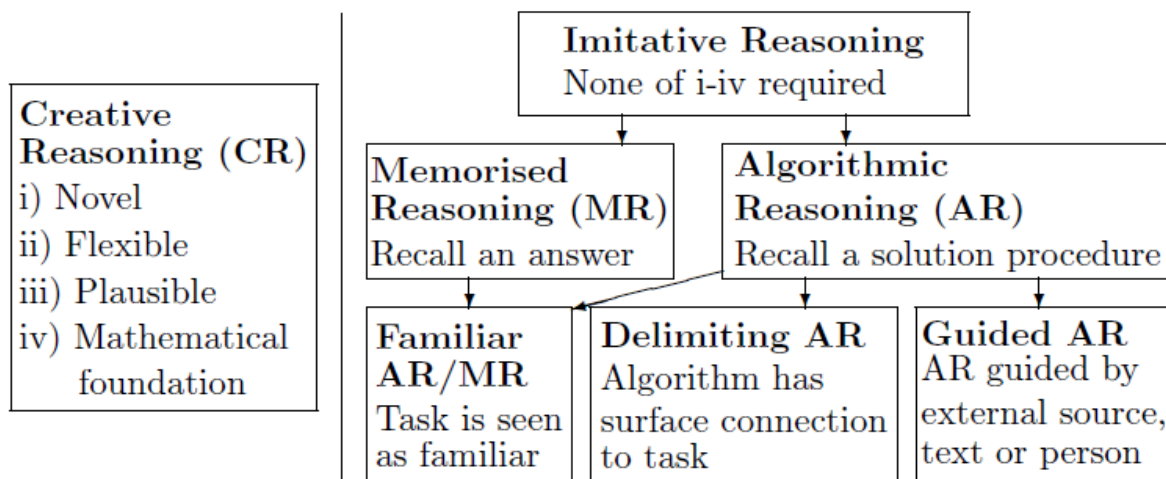 Creative
Reasoning (CR)
i) Novel
ii) Flexible
iii) Plausible
iv) Mathematical
foundation
Imitative Reasoning
None of i-iv required
Memorised
Reasoning (MR)
Recall an answer
Algorithmic
Reasoning (AR)
Recall a solution procedure
Familiar
AR/MR
Task is seen
as familiar
Delimiting AR
Algorithm has
surface connection
to task
Guided AR
AR guided by
external source,
text or person